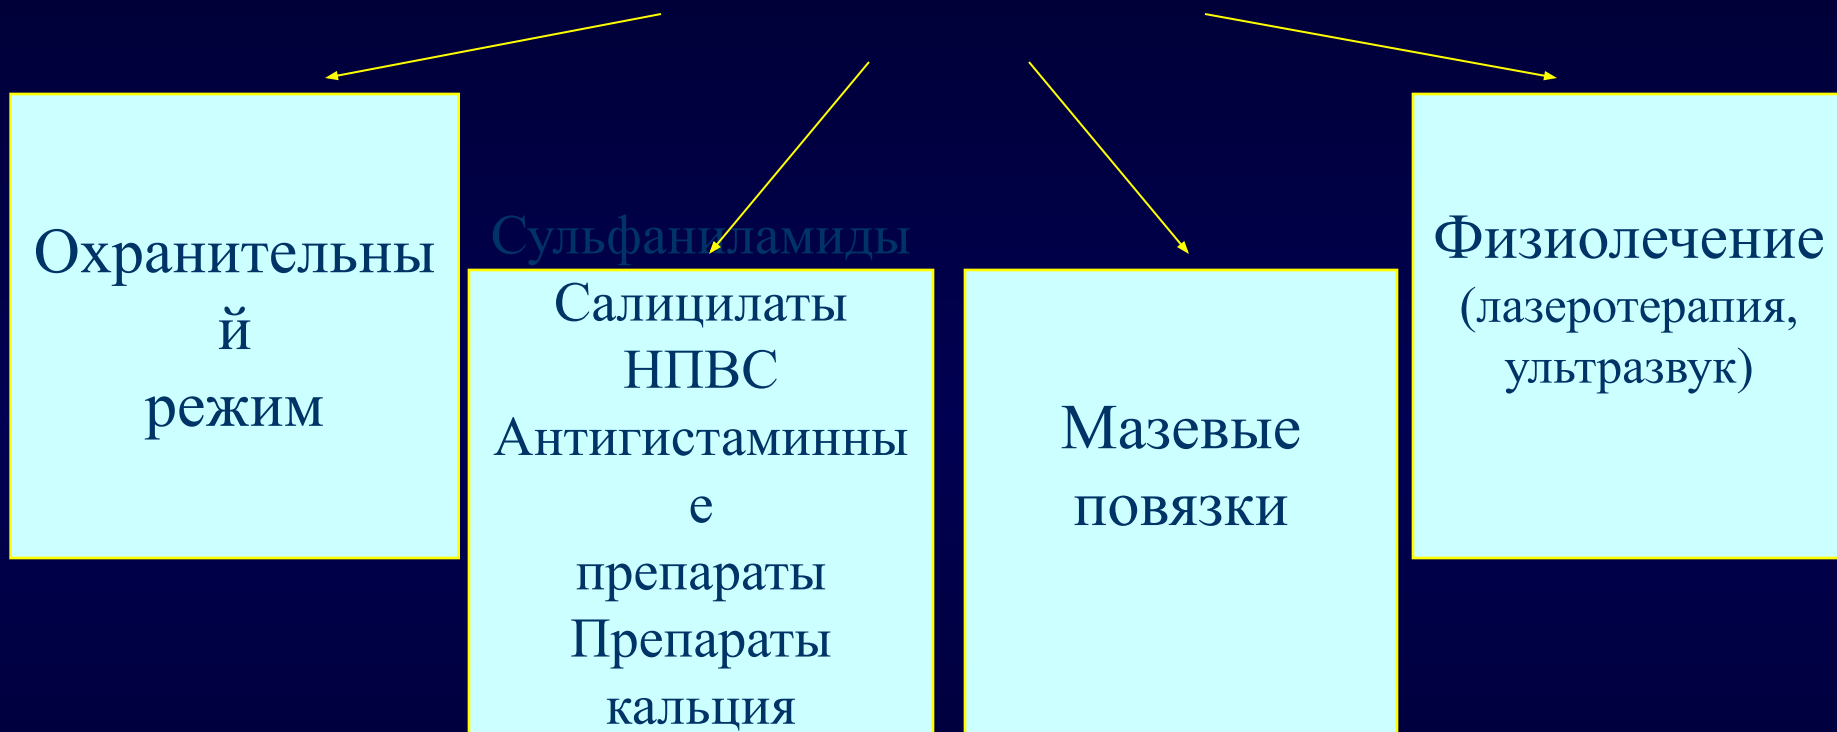 Охранительны
й
режим
Сульфаниламиды
Салицилаты
НПВС
Антигистаминны
е
препараты
Препараты
кальция
Мазевые
повязки
Физиолечение
(лазеротерапия,
ультразвук)